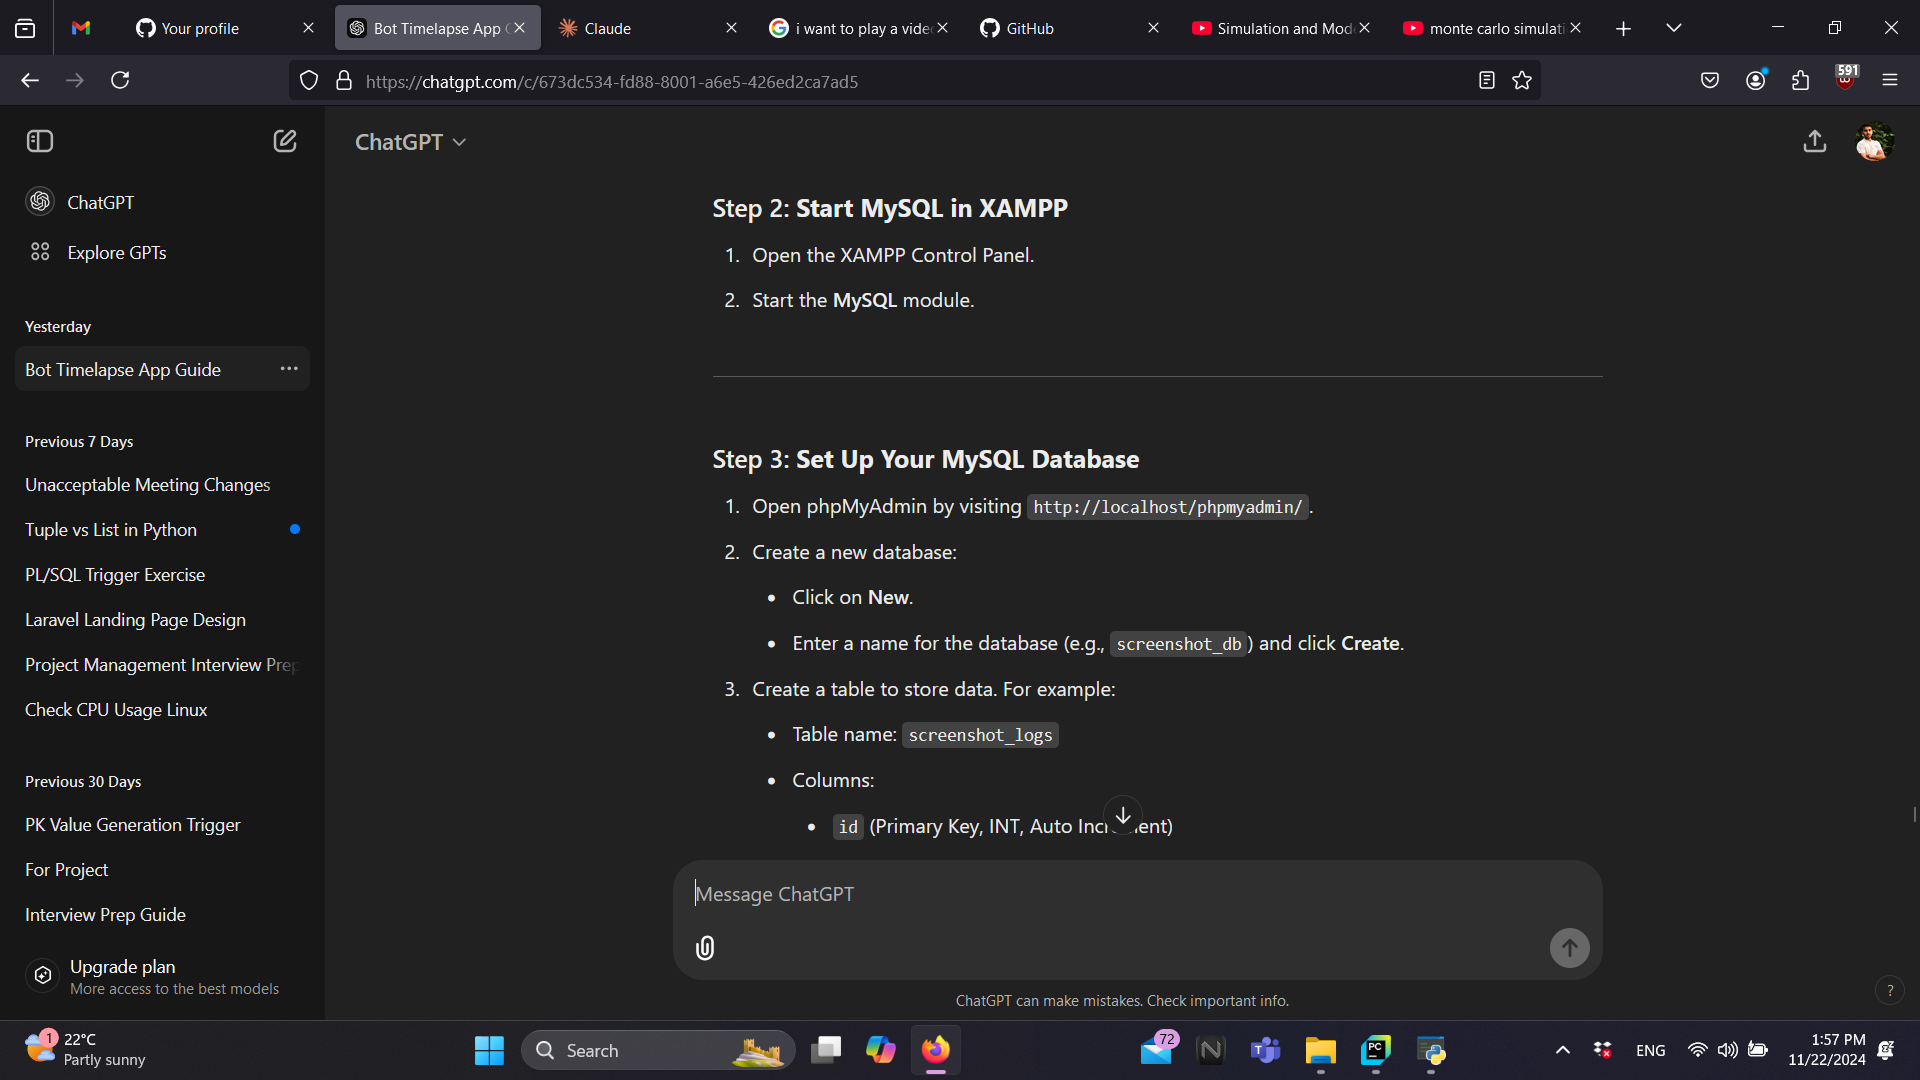 Your profile
Bot Timelapse App
Claude
i want to play a vide
GitHub
Simulation and Mod
monte carlo simulati
https://chatgpt.com/c/673dc534-fd88-8001-a6e5-426ed2ca7ad5
591
ChatGPT
Explore GPTs
Yesterday
Bot Timelapse App Guide
Previous 7 Days
Unacceptable Meeting Changes
Tuple vs List in Python
PL/SQL Trigger Exercise
Laravel Landing Page Design
Project Management Interview Prep
Check CPU Usage Linux
Previous 30 Days
PK Value Generation Trigger
For Project
Interview Prep Guide
Upgrade plan
More access to the best models
ChatGPT
Step 2: Start MySQL in XAMPP
1. Open the XAMPP Control Panel.
2. Start the MySQL module.
Step 3: Set Up Your MySQL Database
1. Open phpMyAdmin by visiting http://localhost/phpmyadmin/.
2. Create a new database:
• Click on New.
• Enter a name for the database (e.g., screenshot_db) and click Create.
3. Create a table to store data. For example:
• Table name: screenshot_logs
• Columns:
• id (Primary Key, INT, Auto Increment)
Message ChatGPT
ChatGPT can make mistakes. Check important info.
?
1
22°C
Partly sunny
Search
72
N
T
PC
ENG
1:57 PM
11/22/2024